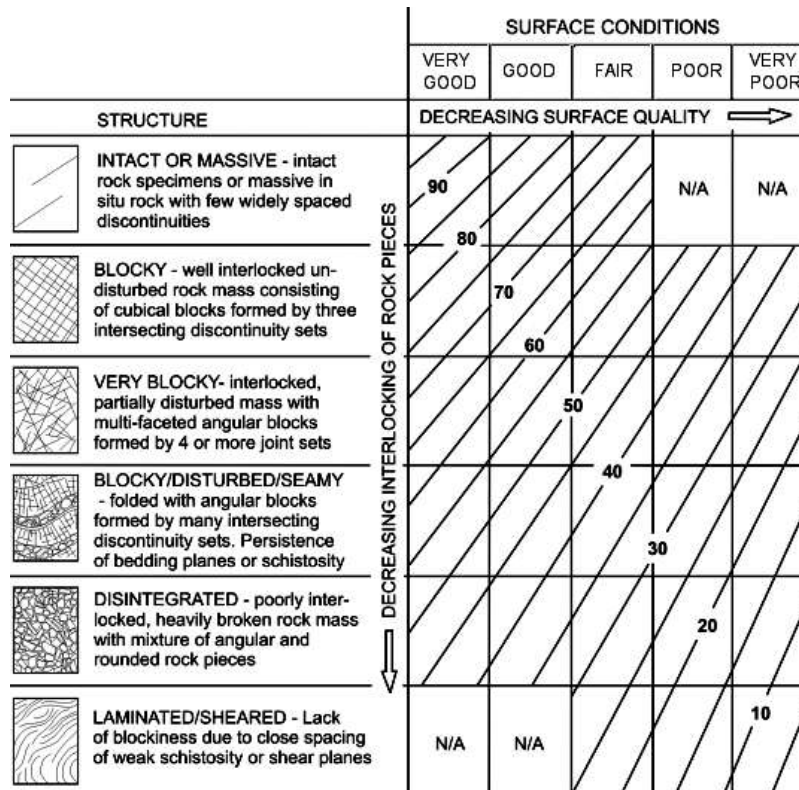 SURFACE CONDITIONS
VERY GOOD
GOOD
FAIR
POOR
VERY POOR
STRUCTURE
DECREASING SURFACE QUALITY
DECREASING INTERLOCKING OF ROCK PIECES
INTACT OR MASSIVE - intact
rock specimens or massive in
situ rock with few widely spaced
discontinuities
90
80
N/A
N/A
BLOCKY - well interlocked un-
disturbed rock mass consisting
of cubical blocks formed by three
intersecting discontinuity sets
70
60
VERY BLOCKY- interlocked,
partially disturbed mass with
multi-faceted angular blocks
formed by 4 or more joint sets
50
BLOCKY/DISTURBED/SEAMY
- folded with angular blocks
formed by many intersecting
discontinuity sets. Persistence
of bedding planes or schistosity
40
30
DISINTEGRATED - poorly inter-
locked, heavily broken rock mass
with mixture of angular and
rounded rock pieces
20
LAMINATED/SHEARED - Lack
of blockiness due to close spacing
of weak schistosity or shear planes
N/A
N/A
10